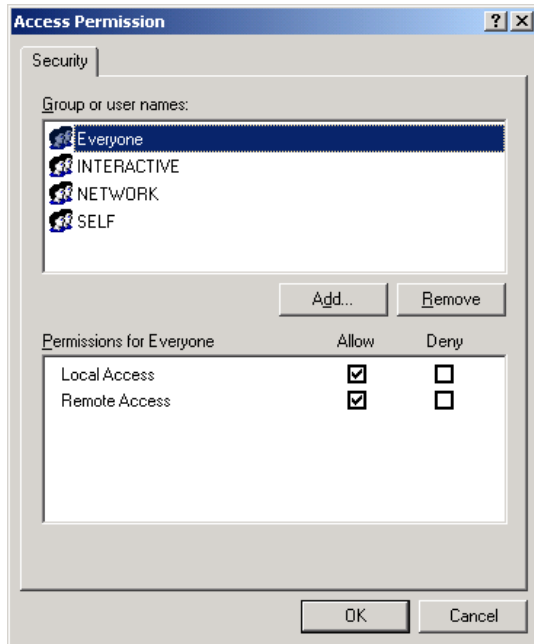 Access Permission
Security
Group or user names:
Everyone
INTERACTIVE
NETWORK
SELF
Add... Remove
Permissions for Everyone Allow Deny
Local Access
Remote Access
OK Cancel